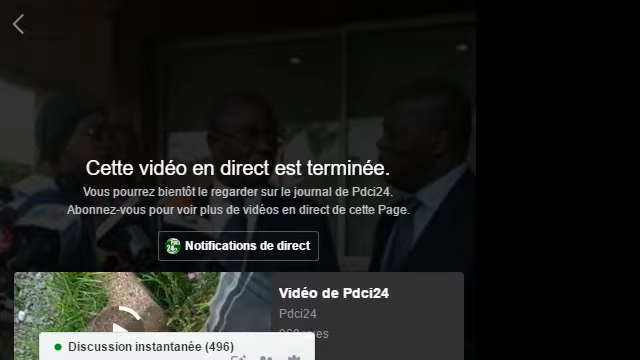 Cette vidéo en direct est terminée.
Vous pourrez bientôt le regarder sur le journal de Pdci24.
Abonnez-vous pour voir plus de vidéos en direct de cette Page.
Notifications de direct
Vidéo de Pdci24
Pdci24
Discussion instantanée (496)